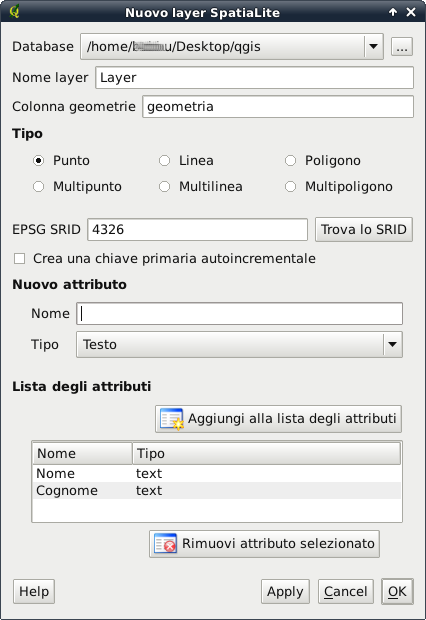 Nuovo layer SpatiaLite
Database /home/ u/Desktop/qgis ...
Nome layer Layer
Colonna geometrie geometria
Tipo
Punto Linea Poligono
Multipunto Multilinea Multipoligono
EPSG SRID 4326 Trova lo SRID
Crea una chiave primaria autoincrementale
Nuovo attributo
Nome
Tipo Testo
Lista degli attributi
Aggiungi alla lista degli attributi
Nome Tipo
Nome text
Cognome text
Rimuovi attributo selezionato
Help Apply Cancel OK